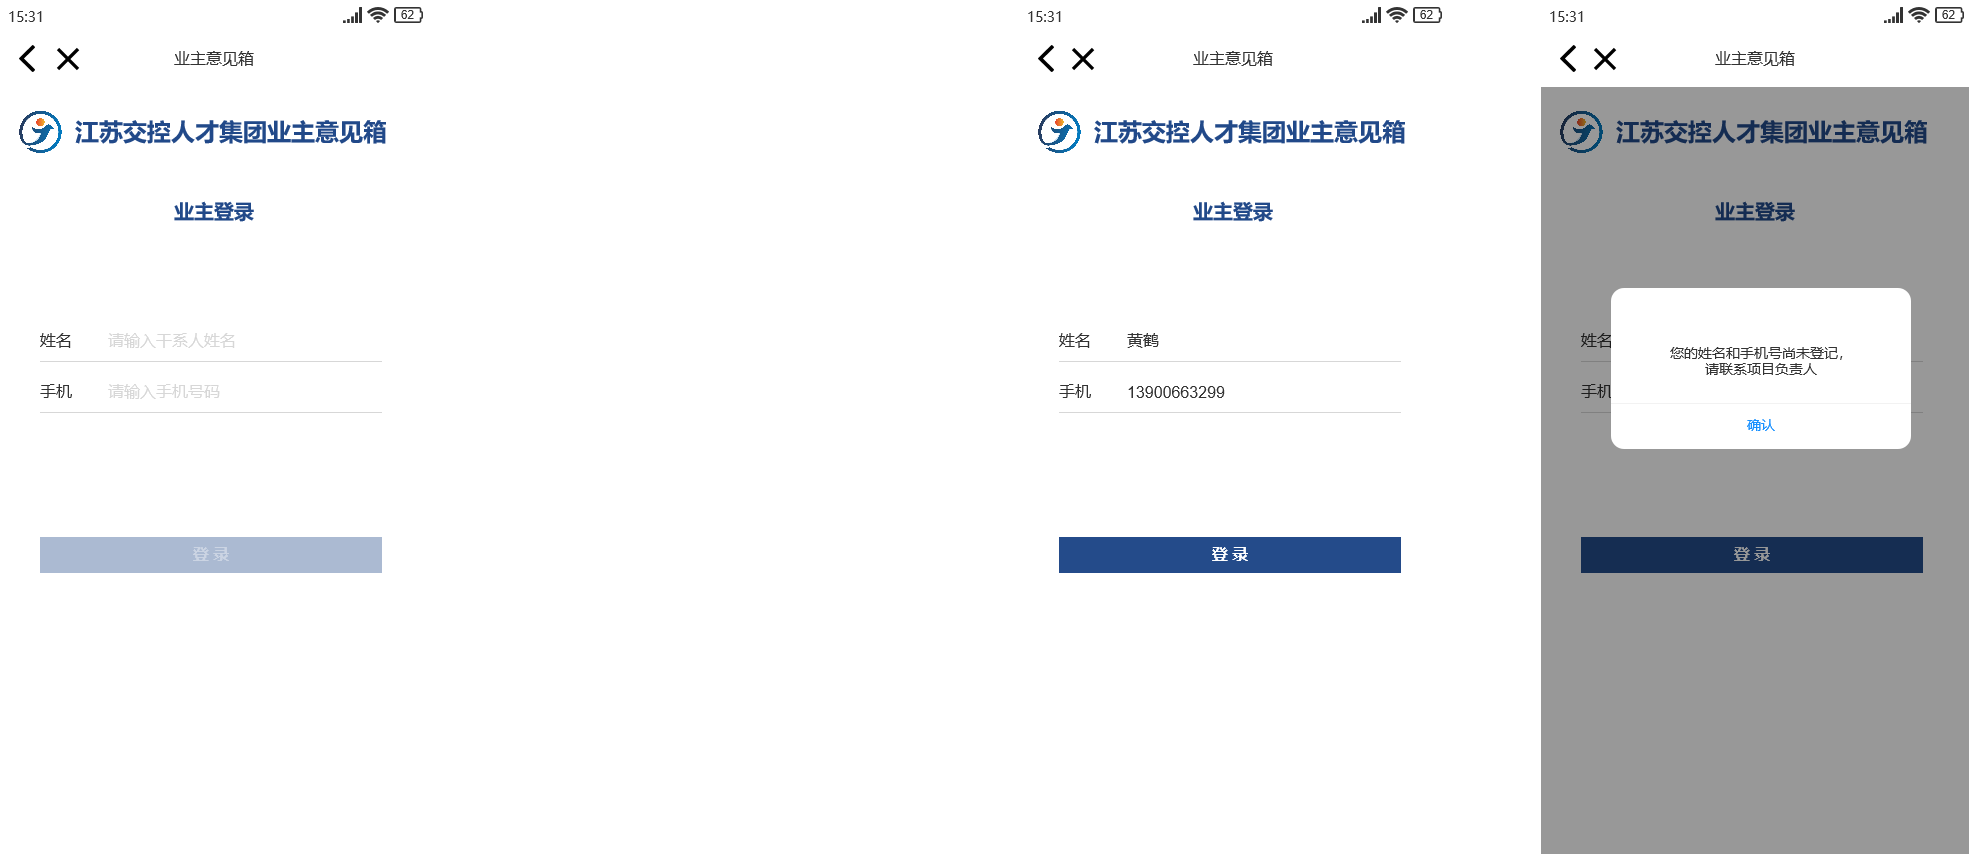 15:31
62
业主意见箱
江苏交控人才集团业主意见箱
业主登录
姓名 请输入干系人姓名
手机 请输入手机号码
登 录
15:31
62
业主意见箱
江苏交控人才集团业主意见箱
业主登录
姓名 黄鹤
手机 13900663299
登 录
15:31
62
业主意见箱
江苏交控人才集团业主意见箱
业主登录
姓名
手机
您的姓名和手机号尚未登记，
请联系项目负责人
确认
登 录